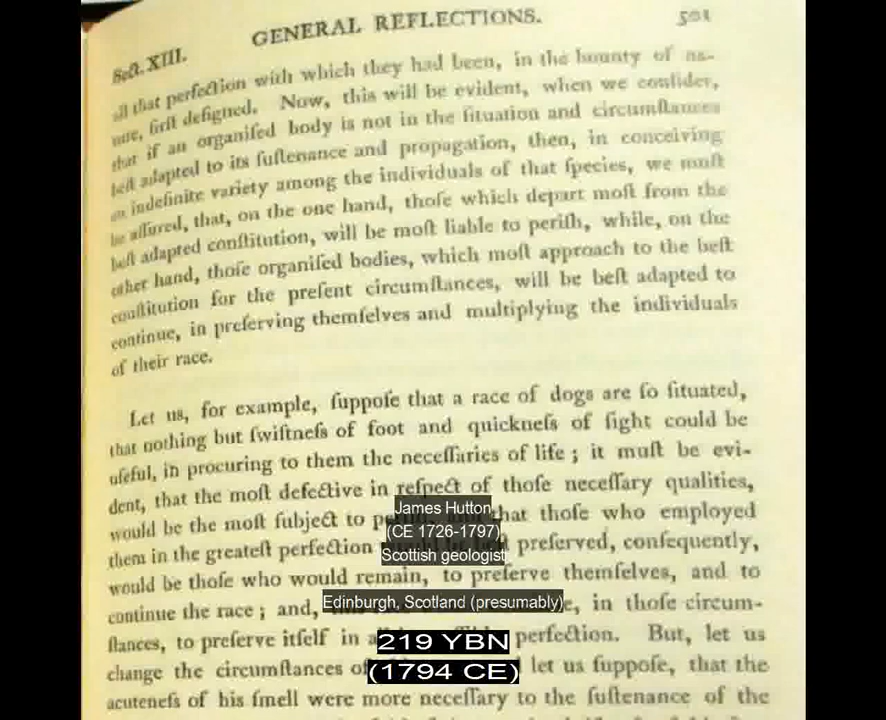 Sect. XIII.
GENERAL REFLECTIONS.
501
all that perfection with which they had been, in the bounty of na-
ture, firſt deſigned. Now, this will be evident, when we conſider,
that if an organiſed body is not in the ſituation and circumſtances
beſt adapted to its ſuſtenance and propagation, then, in conceiving
an indefinite variety among the individuals of that ſpecies, we muſt
be aſſured, that, on the one hand, thoſe which depart moſt from the
beſt adapted conſtitution, will be moſt liable to periſh, while, on the
other hand, thoſe organiſed bodies, which moſt approach to the beſt
conſtitution for the preſent circumſtances, will be beſt adapted to
continue, in preſerving themſelves and multiplying the individuals
of their race.
Let us, for example, ſuppoſe that a race of dogs are ſo ſituated,
that nothing but ſwiftneſs of foot and quickneſs of ſight could be
uſeful, in procuring to them the neceſſaries of life; it muſt be evi-
dent, that the moſt defective in reſpect of thoſe neceſſary qualities,
would be the moſt ſubject to that thoſe who employed
them in the greateſt perfection preſerved, conſequently,
would be thoſe who would remain, to preſerve themſelves, and to
continue the race; and, in thoſe circum-
ſtances, to preſerve itſelf in perfection. But, let us
change the circumſtances let us ſuppoſe, that the
acuteneſs of his ſmell were more neceſſary to the ſuſtenance of the
James Hutton
(CE 1726-1797)
Scottish geologist
Edinburgh, Scotland (presumably)
219 YBN
(1794 CE)